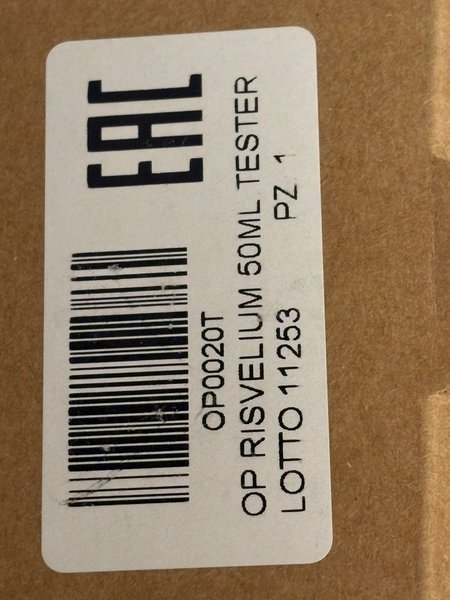 EAC
OP0020T
OP RISVELIUM 50ML TESTER
LOTTO 11253 PZ 1